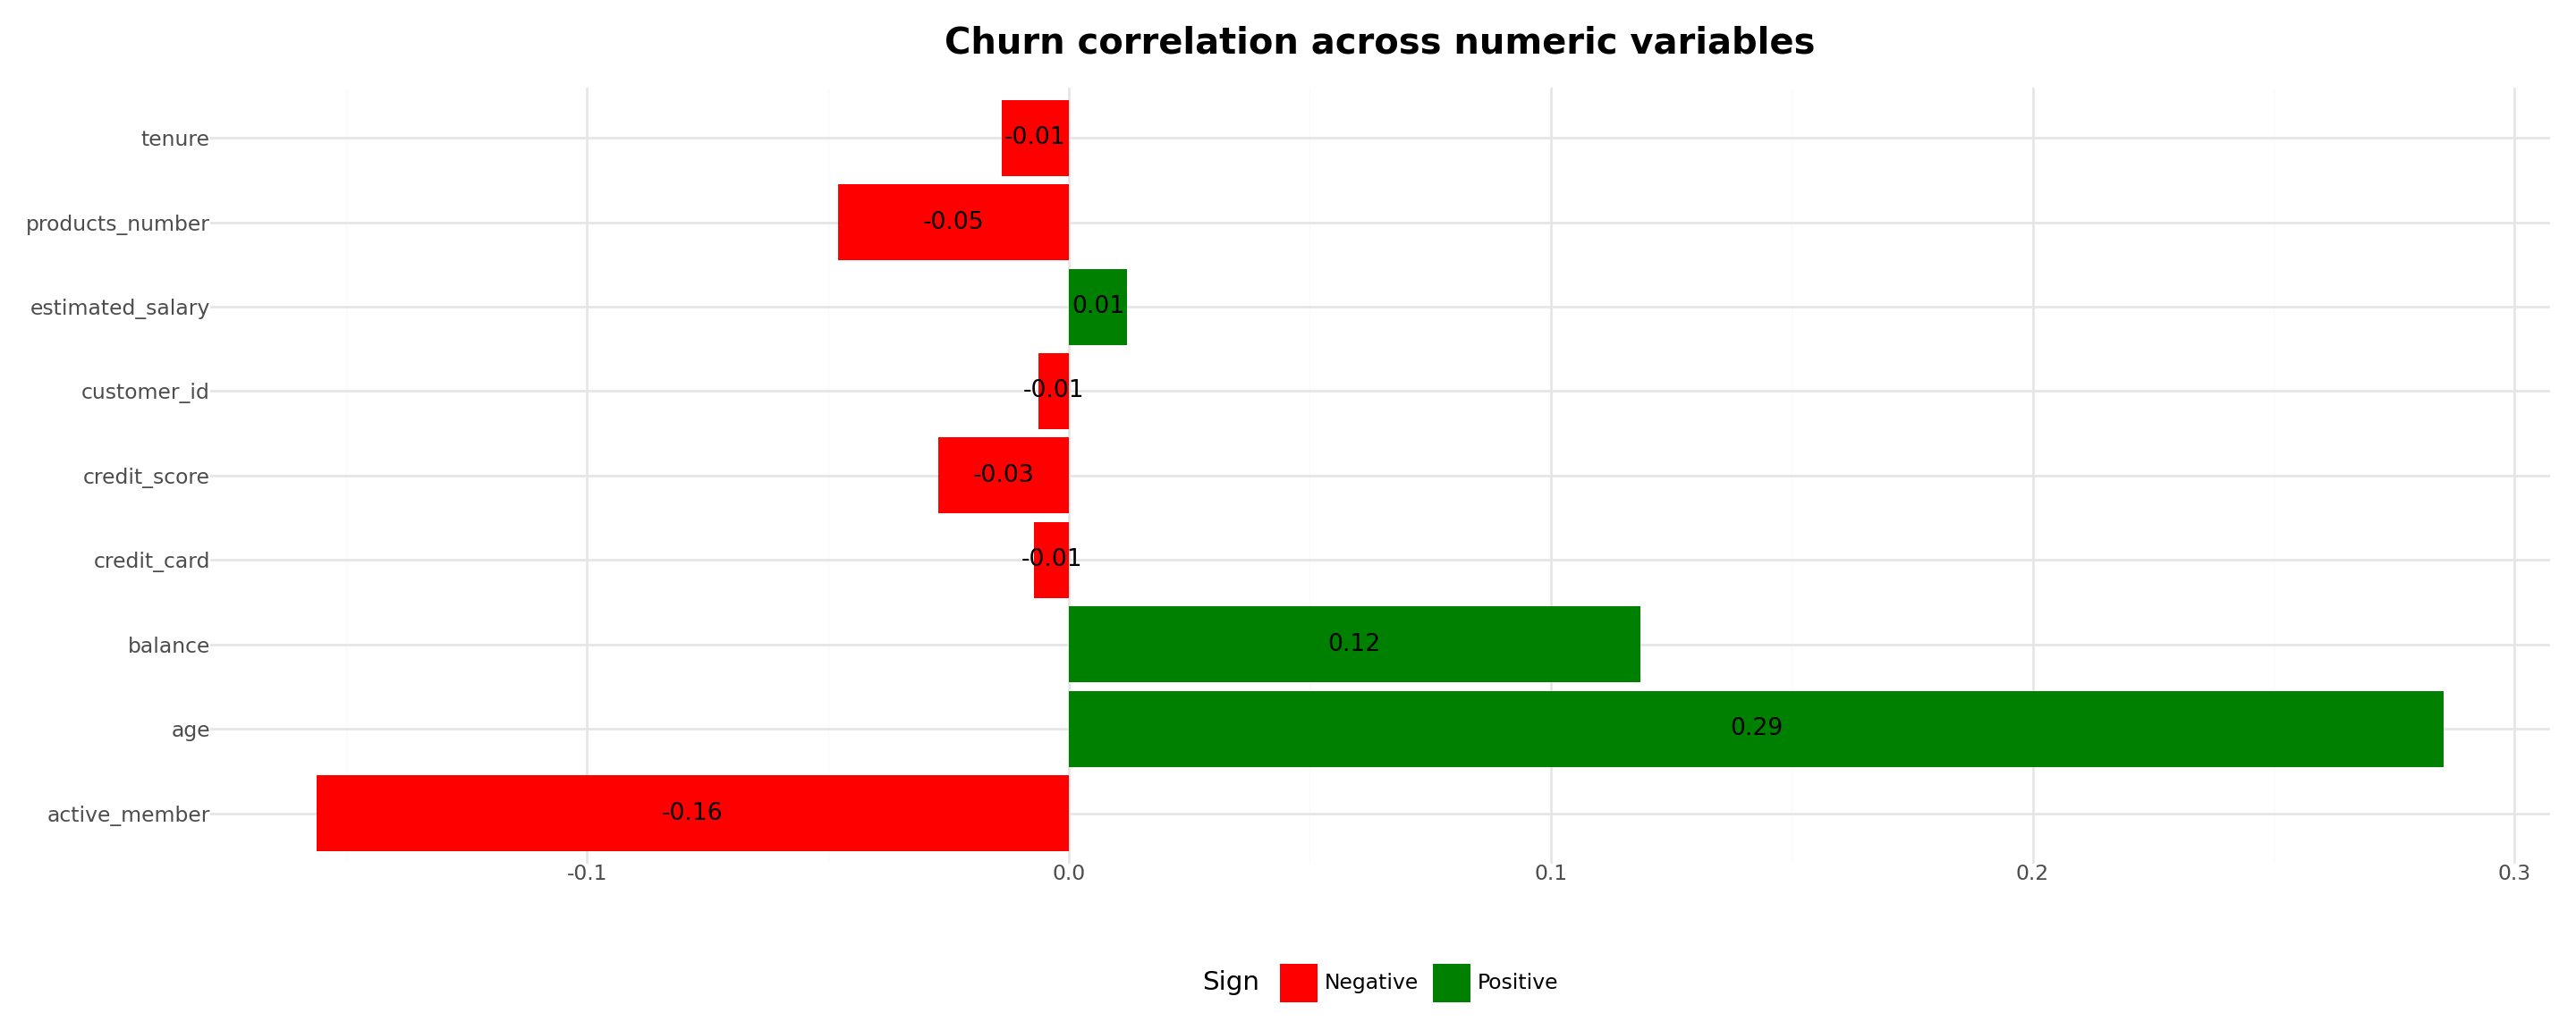 Churn correlation across numeric variables
tenure -0.01
products_number -0.05
estimated_salary 0.01
customer_id -0.01
credit_score -0.03
credit_card -0.01
balance 0.12
age 0.29
active_member -0.16
-0.1 0.0 0.1 0.2 0.3
Sign Negative Positive